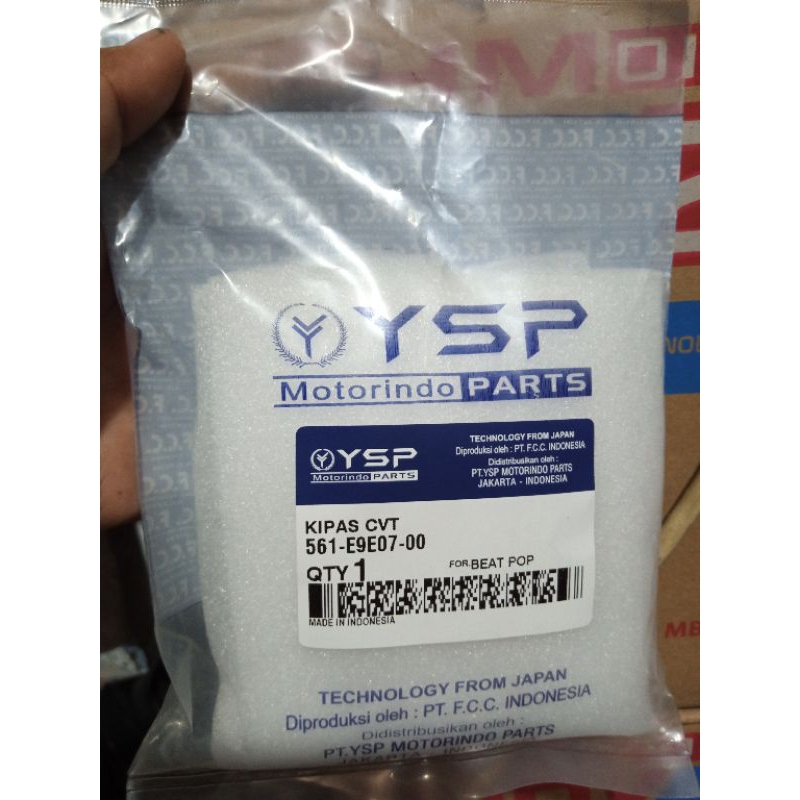 F.C.C.
YSP
Motorindo PARTS
YSP
Motorindo PARTS
TECHNOLOGY FROM JAPAN
Diproduksi oleh : PT. F.C.C. INDONESIA
Didistribusikan oleh :
PT.YSP MOTORINDO PARTS
JAKARTA - INDONESIA
KIPAS CVT
561-E9E07-00
QTY 1
FOR BEAT POP
MADE IN INDONESIA
TECHNOLOGY FROM JAPAN
Diproduksi oleh : PT. F.C.C. INDONESIA
Didistribusikan oleh :
PT.YSP MOTORINDO PARTS
JAKARTA - INDONESIA